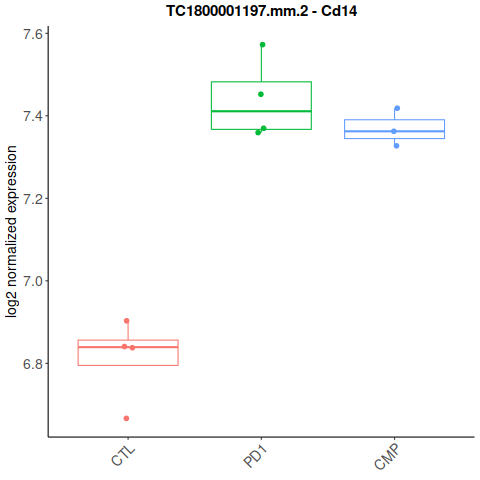 TC1800001197.mm.2 - Cd14
log2 normalized expression
7.6
7.4
7.2
7.0
6.8
CTL
PD1
CMP